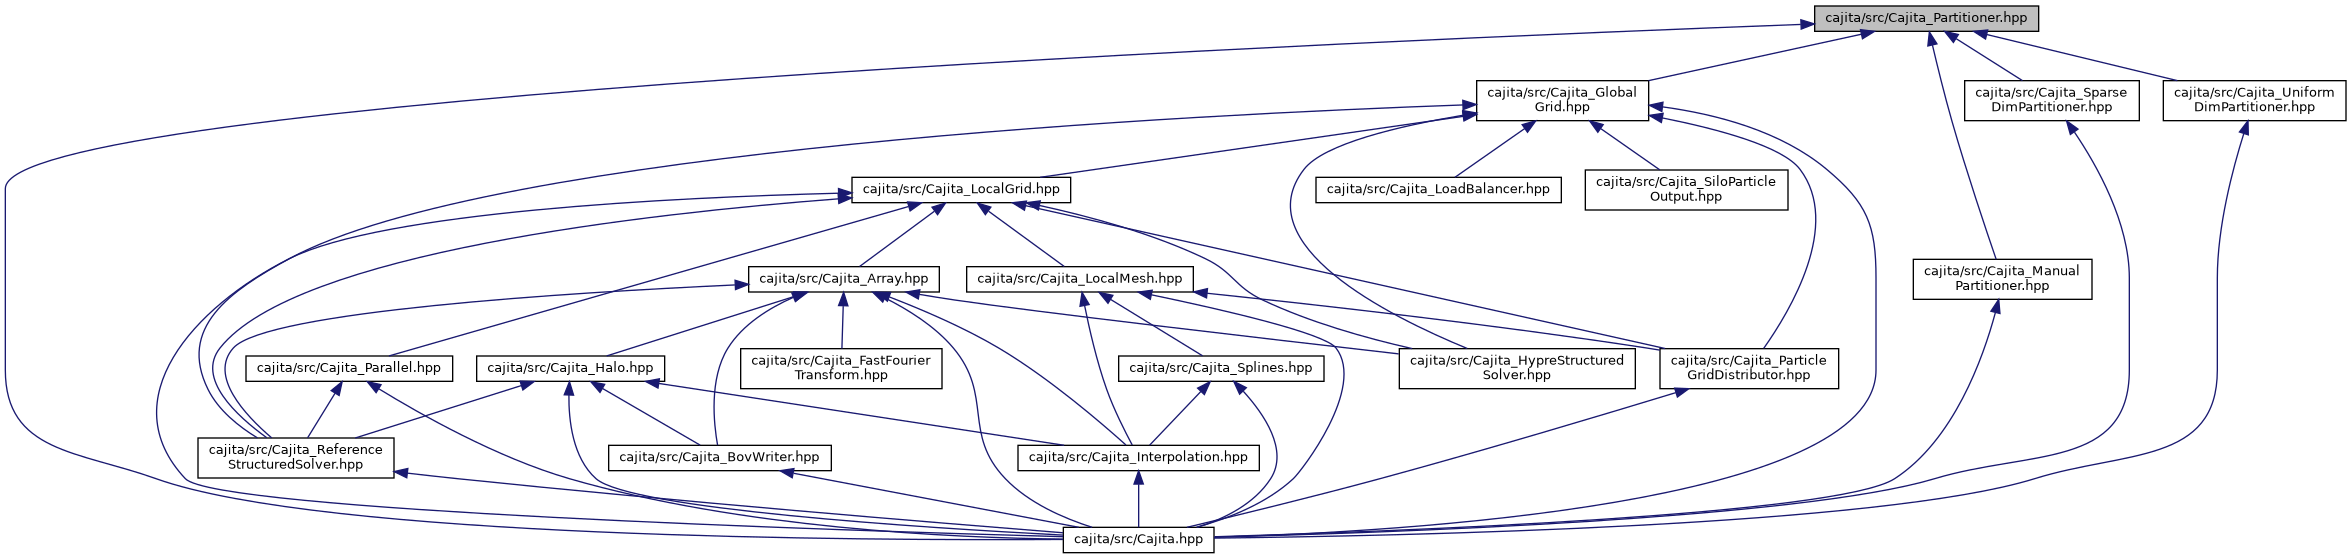 cajita/src/Cajita_Partitioner.hpp
cajita/src/Cajita_Global
Grid.hpp
cajita/src/Cajita_Sparse
DimPartitioner.hpp
cajita/src/Cajita_Uniform
DimPartitioner.hpp
cajita/src/Cajita_LocalGrid.hpp
cajita/src/Cajita_LoadBalancer.hpp
cajita/src/Cajita_SiloParticle
Output.hpp
cajita/src/Cajita_Array.hpp
cajita/src/Cajita_LocalMesh.hpp
cajita/src/Cajita_Manual
Partitioner.hpp
cajita/src/Cajita_Parallel.hpp
cajita/src/Cajita_Halo.hpp
cajita/src/Cajita_FastFourier
Transform.hpp
cajita/src/Cajita_Splines.hpp
cajita/src/Cajita_HypreStructured
Solver.hpp
cajita/src/Cajita_Particle
GridDistributor.hpp
cajita/src/Cajita_Reference
StructuredSolver.hpp
cajita/src/Cajita_BovWriter.hpp
cajita/src/Cajita_Interpolation.hpp
cajita/src/Cajita.hpp